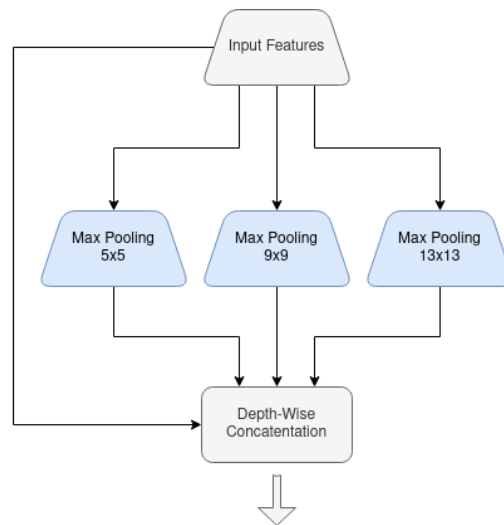 Input Features
Max Pooling
5x5
Max Pooling
9x9
Max Pooling
13x13
Depth-Wise
Concatentation